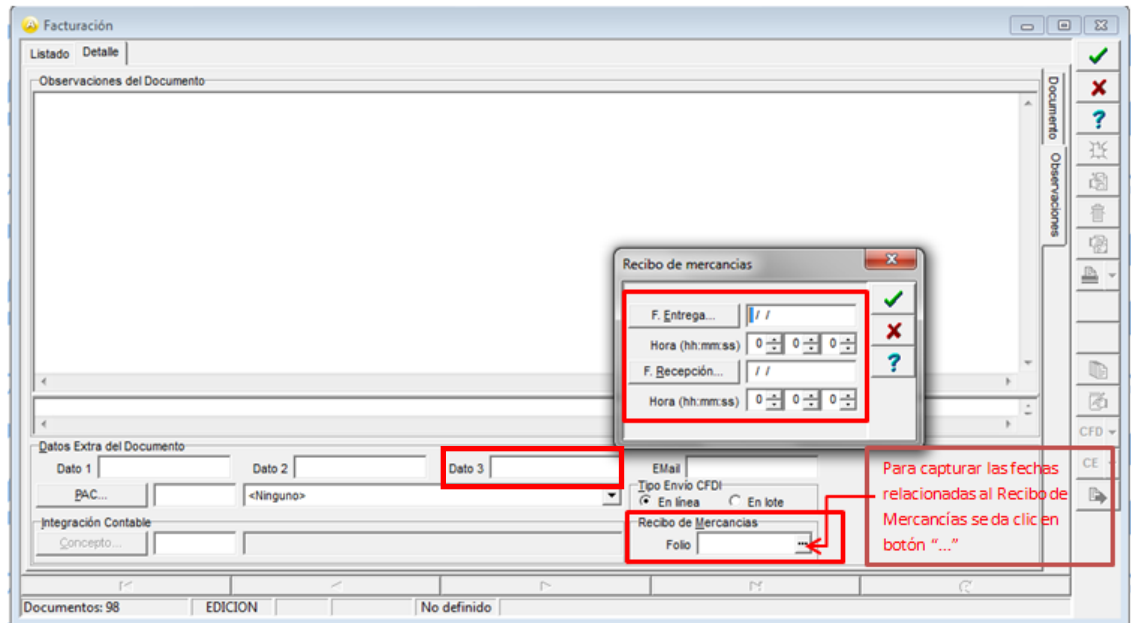 Facturación
Listado Detalle
Observaciones del Documento
Documento
Observaciones
Recibo de mercancias
F. Entrega... / /
Hora (hh:mm:ss) 0 0 0
F. Recepción... / /
Hora (hh:mm:ss) 0 0 0
Datos Extra del Documento
Dato 1 Dato 2 Dato 3 EMail
PAC... <Ninguno>
Tipo Envío CFDI
En línea En lote
Integración Contable
Concepto...
Recibo de Mercancias
Folio ...
CFD
CE
Para capturar las fechas
relacionadas al Recibo de
Mercancías se da clic en
botón "..."
Documentos: 98 EDICION No definido